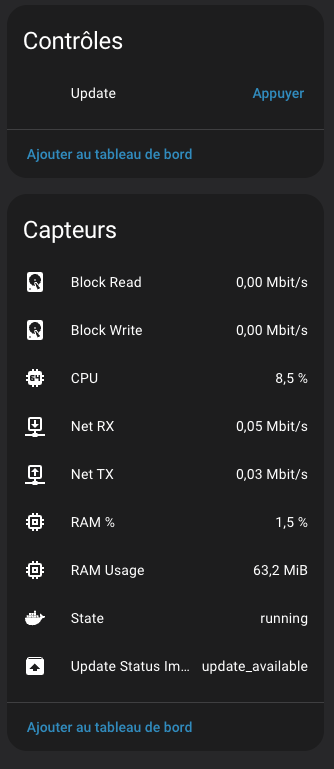 Contrôles
Update Appuyer
Ajouter au tableau de bord
Capteurs
Block Read 0,00 Mbit/s
Block Write 0,00 Mbit/s
64 CPU 8,5 %
Net RX 0,05 Mbit/s
Net TX 0,03 Mbit/s
RAM % 1,5 %
RAM Usage 63,2 MiB
State running
Update Status Im... update_available
Ajouter au tableau de bord